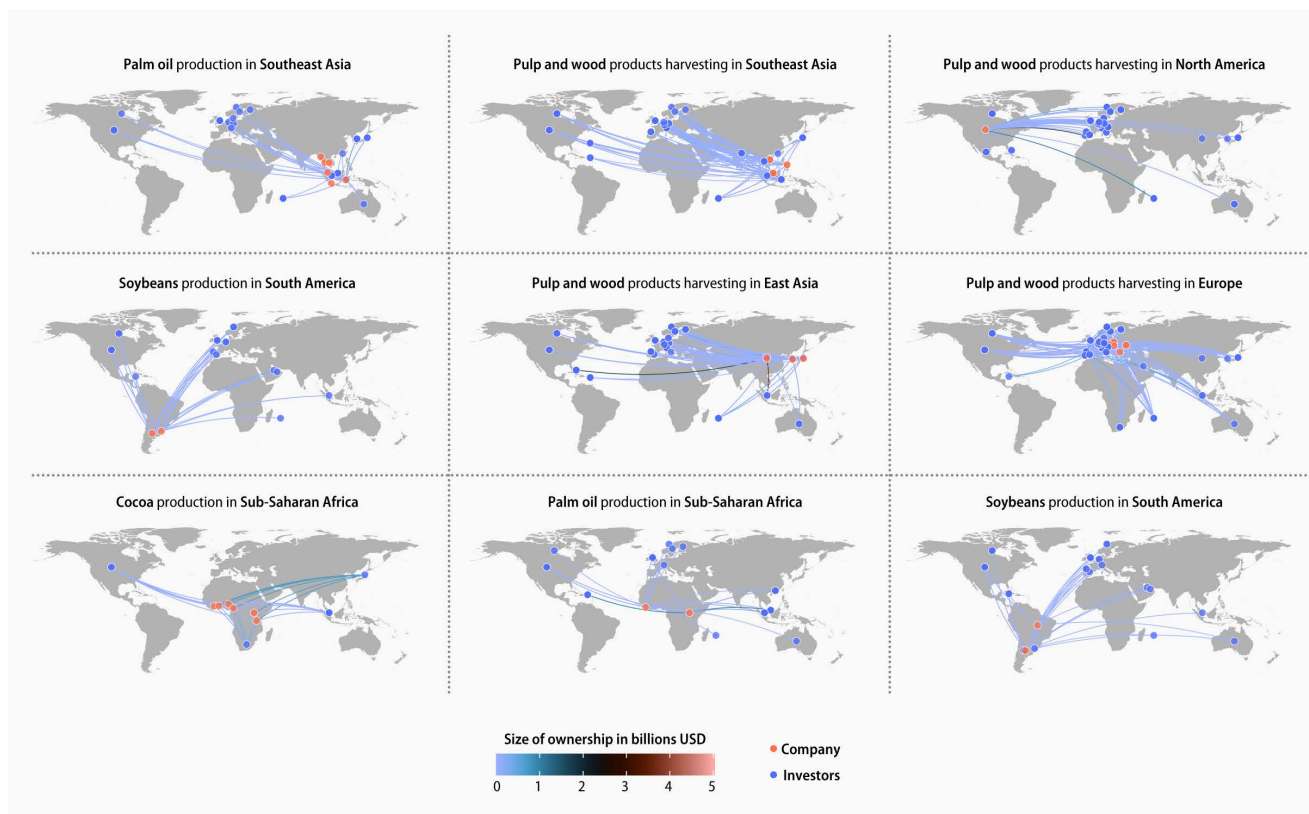 Palm oil production in Southeast Asia
Pulp and wood products harvesting in Southeast Asia
Pulp and wood products harvesting in North America
Soybeans production in South America
Pulp and wood products harvesting in East Asia
Pulp and wood products harvesting in Europe
Cocoa production in Sub-Saharan Africa
Palm oil production in Sub-Saharan Africa
Soybeans production in South America
Size of ownership in billions USD
0 1 2 3 4 5
Company
Investors